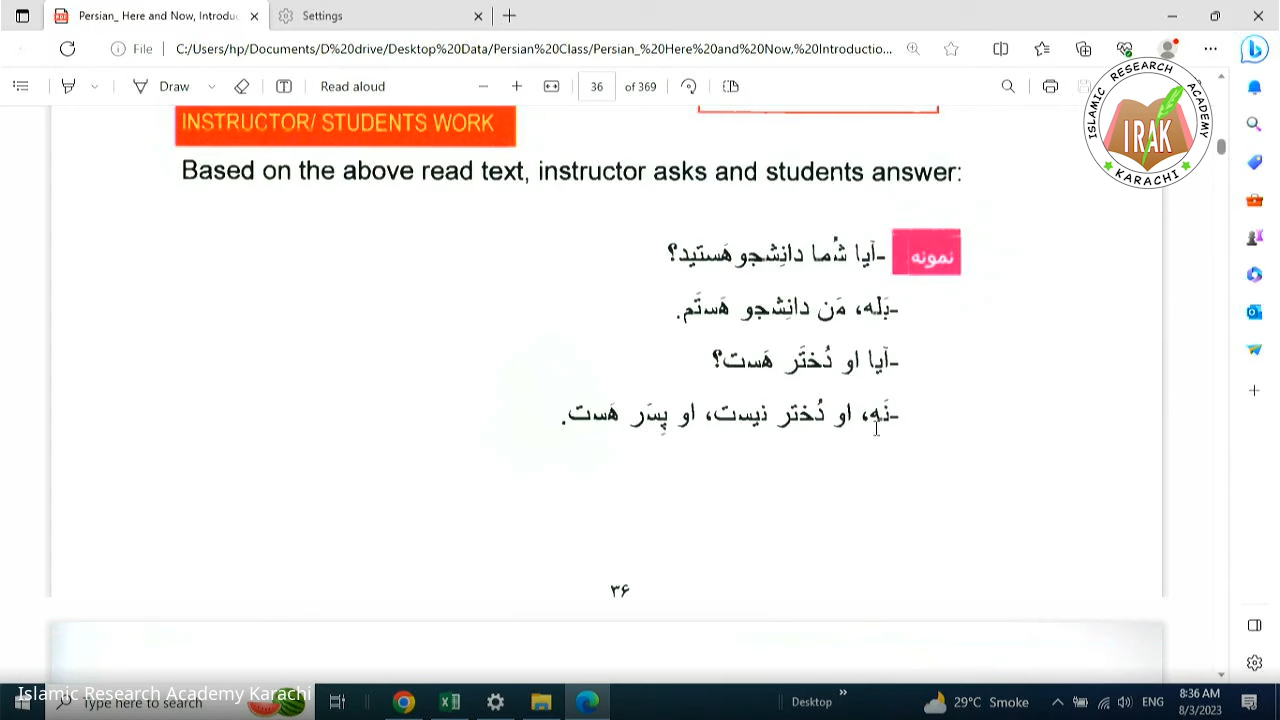 Persian_ Here and Now, Introdu
Settings
File
C:/Users/hp/Documents/D%20drive/Desktop%20Data/Persian%20Class/Persian_%20Here%20and%20Now,%20Introductio...
Draw
Read aloud
36
of 369
ISLAMIC RESEARCH ACADEMY
IRAK
KARACHI
INSTRUCTOR/ STUDENTS WORK
Based on the above read text, instructor asks and students answer:
نمونه -آیا شُما دانِشجو هَستید؟
-بَله، مَن دانِشجو هَستَم.
-آیا او دُختَر هَست؟
-نَه، او دُختر نیست، او پِسَر هَست.
۳۶
Islamic Research Academy Karachi
Type here to search
Desktop
29°C Smoke
ENG
8:36 AM
8/3/2023